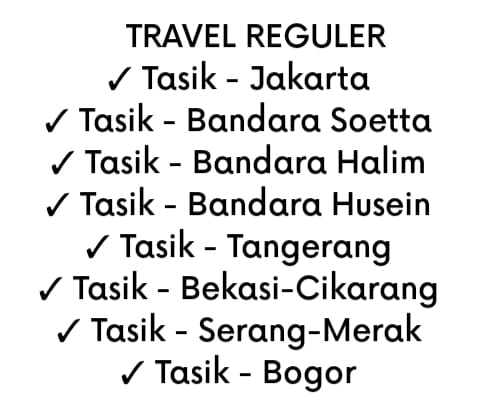 TRAVEL REGULER
✓ Tasik - Jakarta
✓ Tasik - Bandara Soetta
✓ Tasik - Bandara Halim
✓ Tasik - Bandara Husein
✓ Tasik - Tangerang
✓ Tasik - Bekasi-Cikarang
✓ Tasik - Serang-Merak
✓ Tasik - Bogor